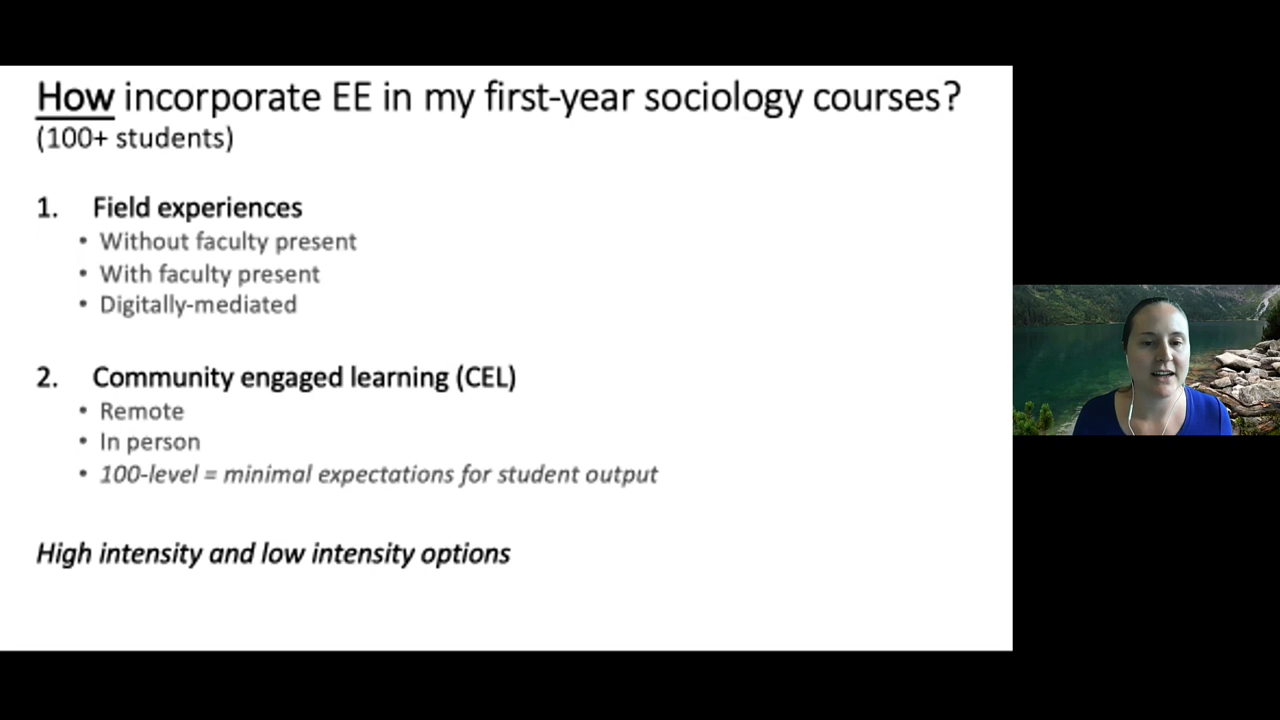 How incorporate EE in my first-year sociology courses?
(100+ students)
1. Field experiences
• Without faculty present
• With faculty present
• Digitally-mediated
2. Community engaged learning (CEL)
• Remote
• In person
• 100-level = minimal expectations for student output
High intensity and low intensity options